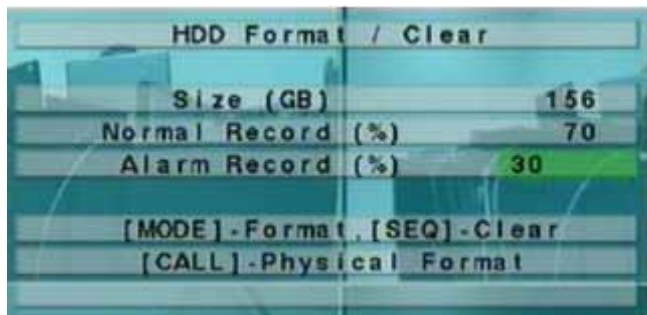 HDD Format / Clear
Size (GB) 156
Normal Record (%) 70
Alarm Record (%) 30
[MODE]-Format,[SEQ]-Clear
[CALL]-Physical Format